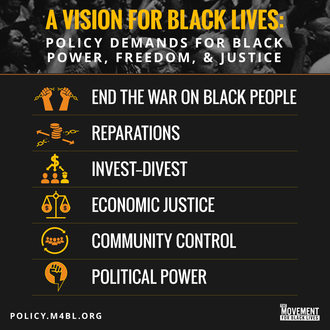 A VISION FOR BLACK LIVES:
POLICY DEMANDS FOR BLACK
POWER, FREEDOM, & JUSTICE
END THE WAR ON BLACK PEOPLE
REPARATIONS
INVEST-DIVEST
ECONOMIC JUSTICE
COMMUNITY CONTROL
POLITICAL POWER
POLICY.M4BL.ORG
THE
MOVEMENT
FOR BLACK LIVES